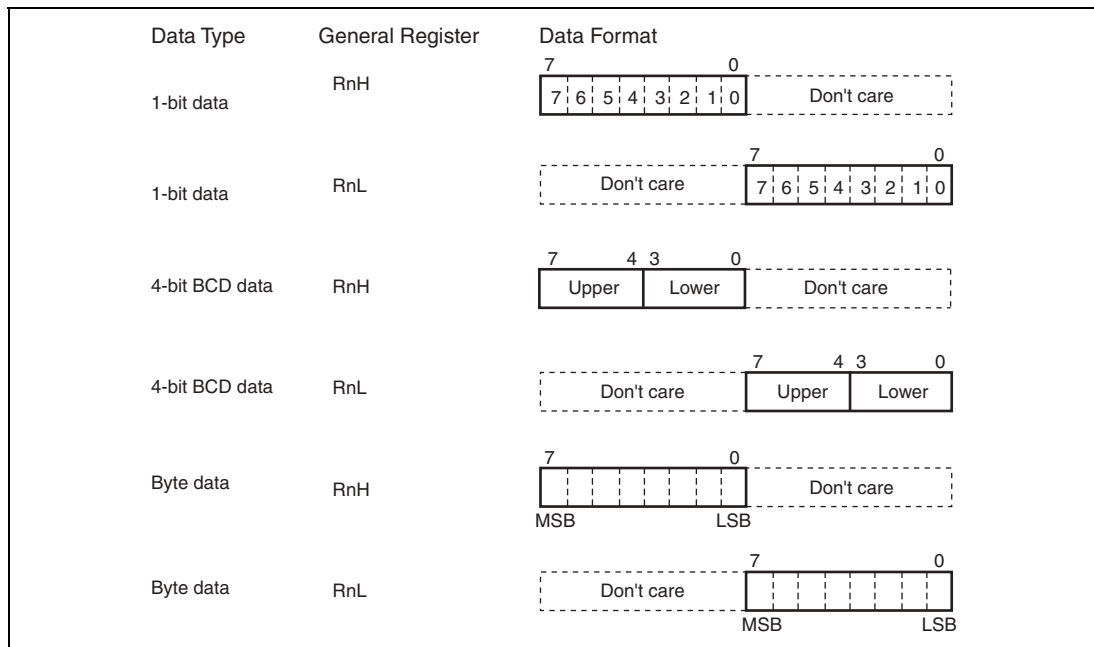 Data Type General Register Data Format
7 0
1-bit data RnH 7 6 5 4 3 2 1 0 Don't care
7 0
1-bit data RnL Don't care 7 6 5 4 3 2 1 0
7 4 3 0
4-bit BCD data RnH Upper Lower Don't care
7 4 3 0
4-bit BCD data RnL Don't care Upper Lower
7 0
Byte data RnH Don't care
MSB LSB
7 0
Byte data RnL Don't care
MSB LSB